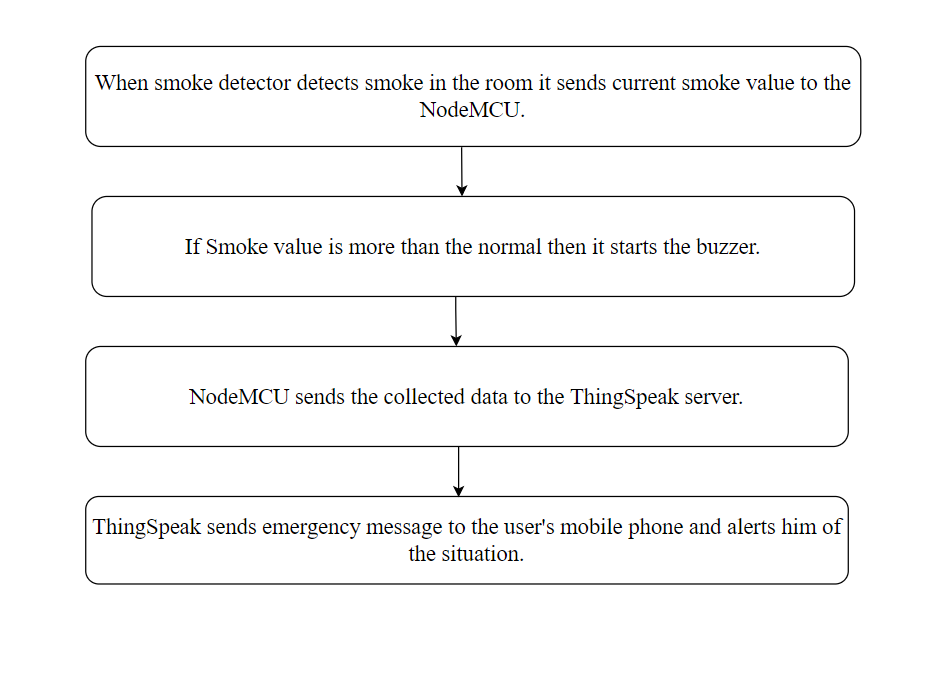 When smoke detector detects smoke in the room it sends current smoke value to the
NodeMCU.
If Smoke value is more than the normal then it starts the buzzer.
NodeMCU sends the collected data to the ThingSpeak server.
ThingSpeak sends emergency message to the user's mobile phone and alerts him of
the situation.